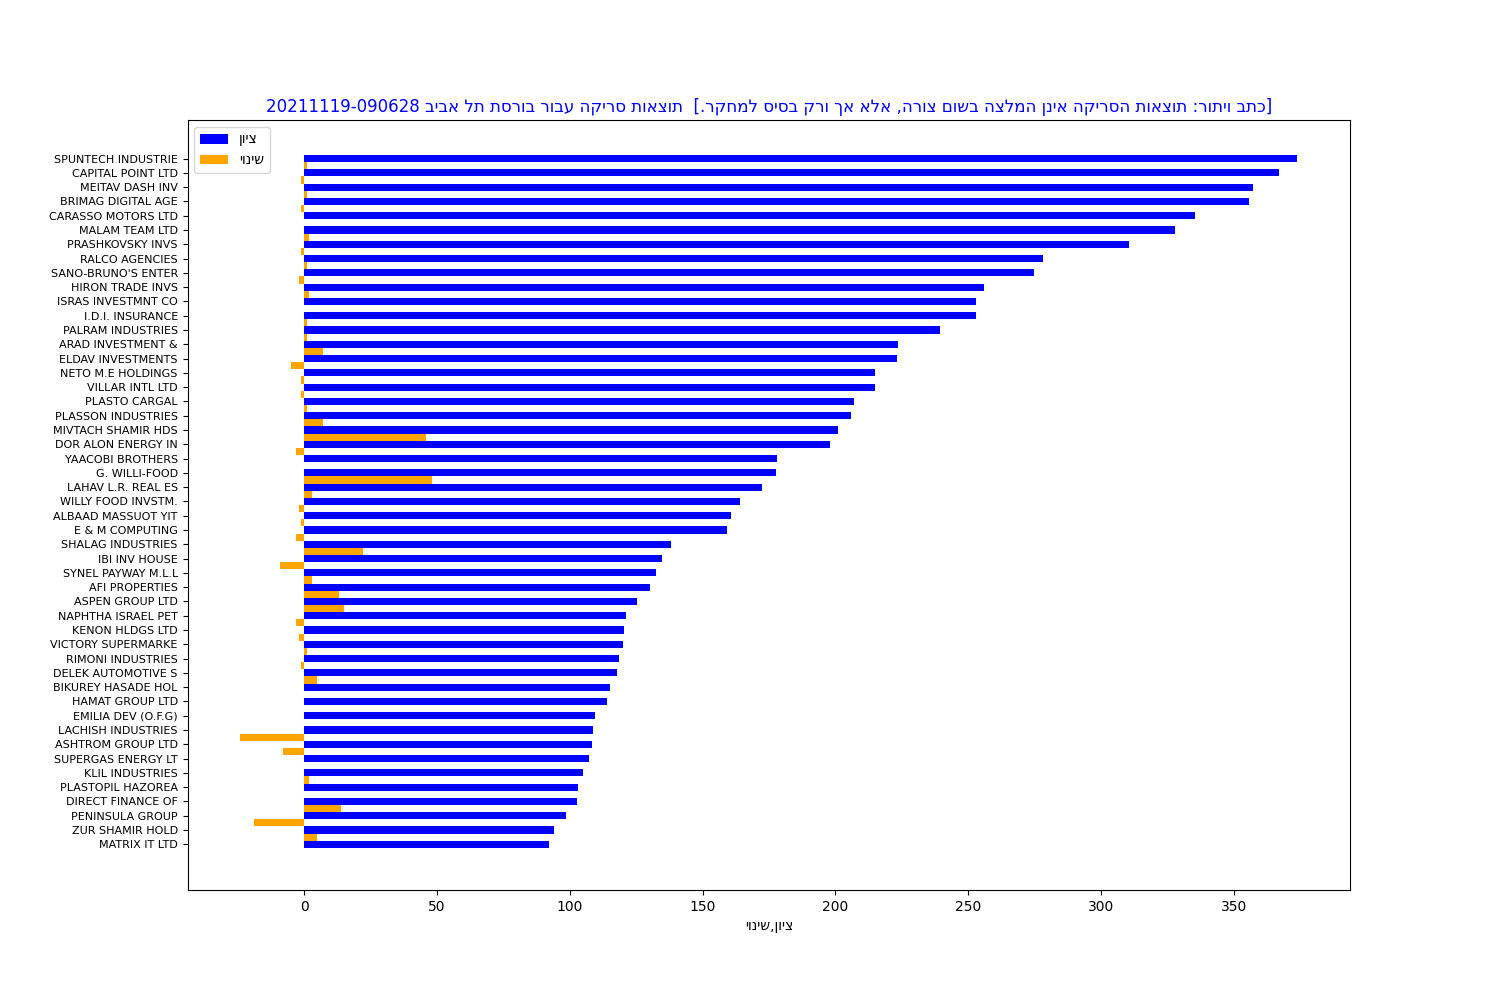 [כתב ויתור: תוצאות הסריקה אינן המלצה בשום צורה, אלא אך ורק בסיס למחקר.] תוצאות סריקה עבור בורסת תל אביב 20211119-090628
ציון
שינוי
SPUNTECH INDUSTRIE
CAPITAL POINT LTD
MEITAV DASH INV
BRIMAG DIGITAL AGE
CARASSO MOTORS LTD
MALAM TEAM LTD
PRASHKOVSKY INVS
RALCO AGENCIES
SANO-BRUNO'S ENTER
HIRON TRADE INVS
ISRAS INVESTMNT CO
I.D.I. INSURANCE
PALRAM INDUSTRIES
ARAD INVESTMENT &
ELDAV INVESTMENTS
NETO M.E HOLDINGS
VILLAR INTL LTD
PLASTO CARGAL
PLASSON INDUSTRIES
MIVTACH SHAMIR HDS
DOR ALON ENERGY IN
YAACOBI BROTHERS
G. WILLI-FOOD
LAHAV L.R. REAL ES
WILLY FOOD INVSTM.
ALBAAD MASSUOT YIT
E & M COMPUTING
SHALAG INDUSTRIES
IBI INV HOUSE
SYNEL PAYWAY M.L.L
AFI PROPERTIES
ASPEN GROUP LTD
NAPHTHA ISRAEL PET
KENON HLDGS LTD
VICTORY SUPERMARKE
RIMONI INDUSTRIES
DELEK AUTOMOTIVE S
BIKUREY HASADE HOL
HAMAT GROUP LTD
EMILIA DEV (O.F.G)
LACHISH INDUSTRIES
ASHTROM GROUP LTD
SUPERGAS ENERGY LT
KLIL INDUSTRIES
PLASTOPIL HAZOREA
DIRECT FINANCE OF
PENINSULA GROUP
ZUR SHAMIR HOLD
MATRIX IT LTD
0 50 100 150 200 250 300 350
ציון,שינוי